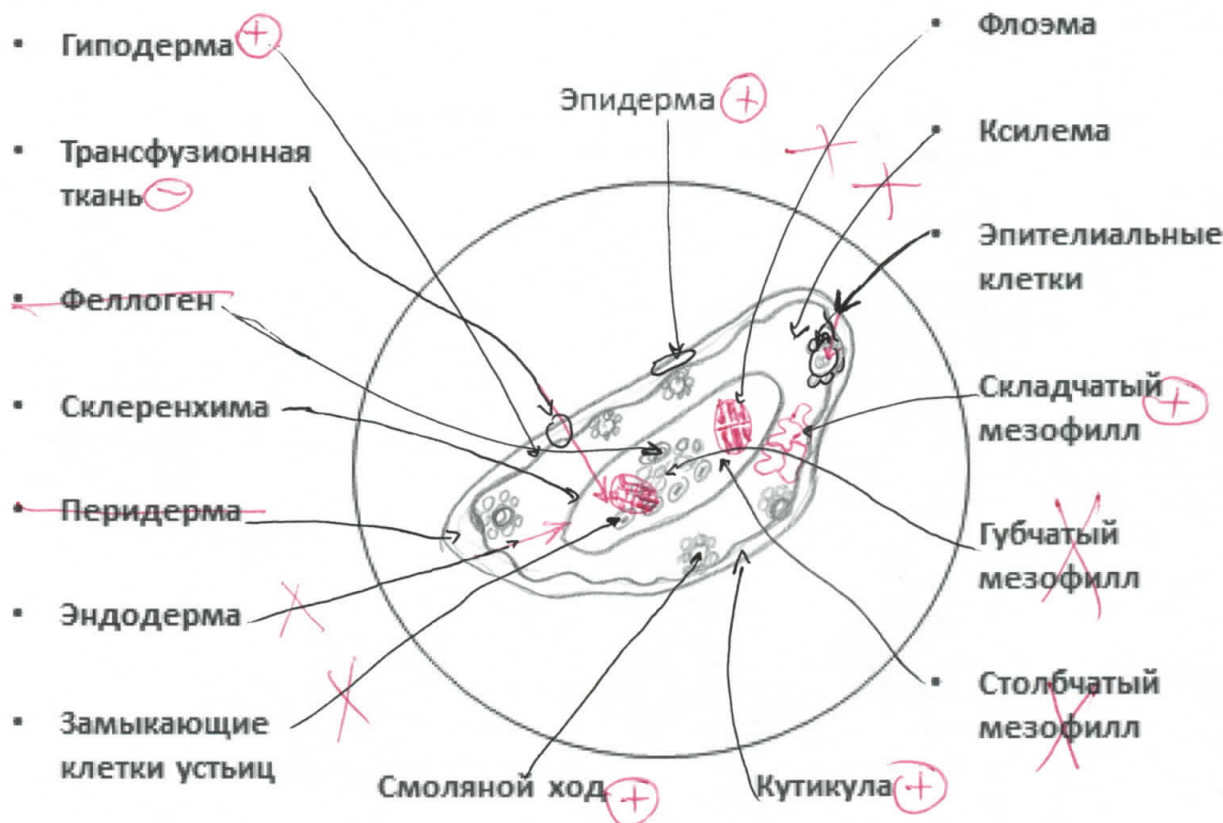 Гиподерма +
Трансфузионная
ткань −
Феллоген
Склеренхима
Перидерма
Эндодерма
Замыкающие
клетки устьиц
Эпидерма +
Смоляной ход +
Кутикула +
Флоэма
Ксилема
Эпителиальные
клетки
Складчатый +
мезофилл
Губчатый
мезофилл
Столбчатый
мезофилл